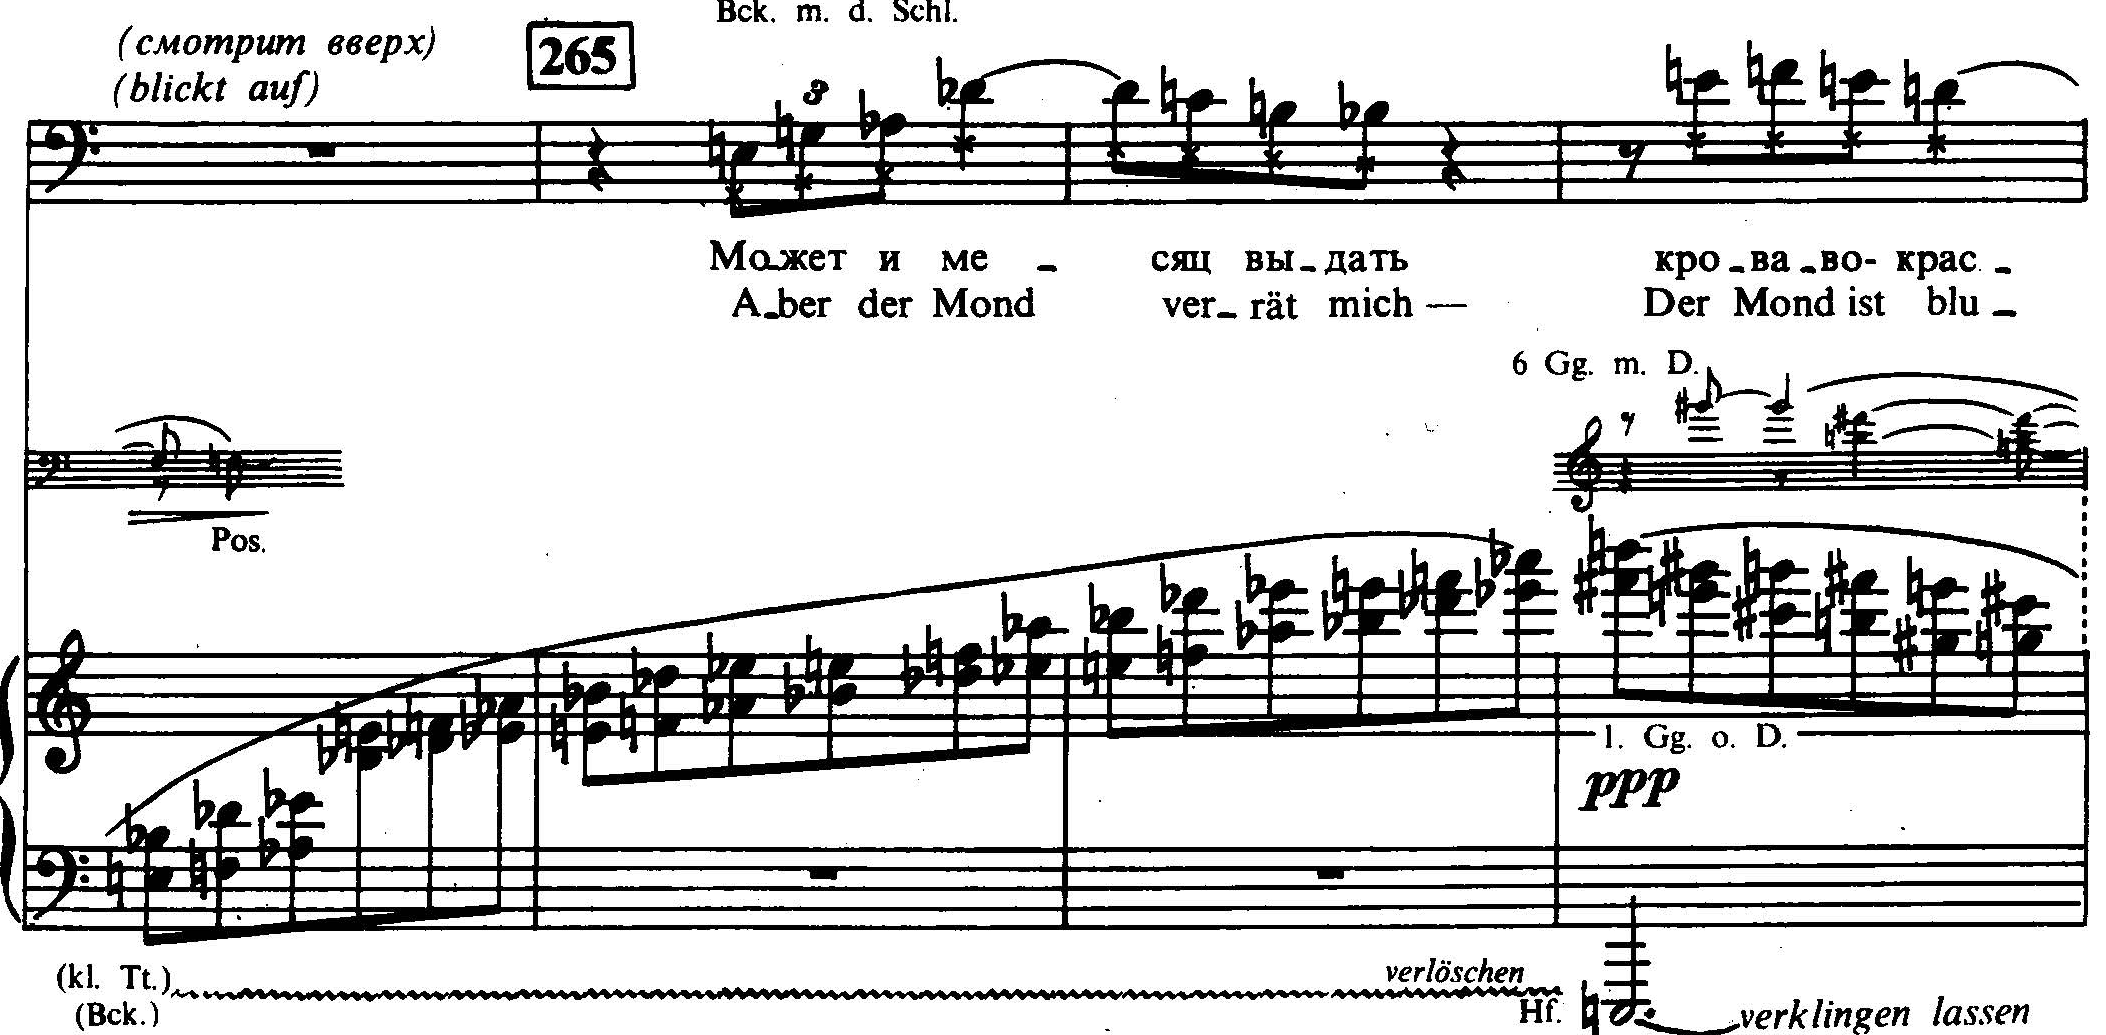 Bck. m. d. Schl.
(смотрит вверх)
(blickt auf)
265
3
Может и ме - сяц вы-дать кро-ва-во-крас-
A-ber der Mond ver-rät mich — Der Mond ist blu-
6 Gg. m. D.
Pos.
1. Gg. o. D.
ppp
(kl. Tt.) verlöschen
(Bck.) Hf. verklingen lassen